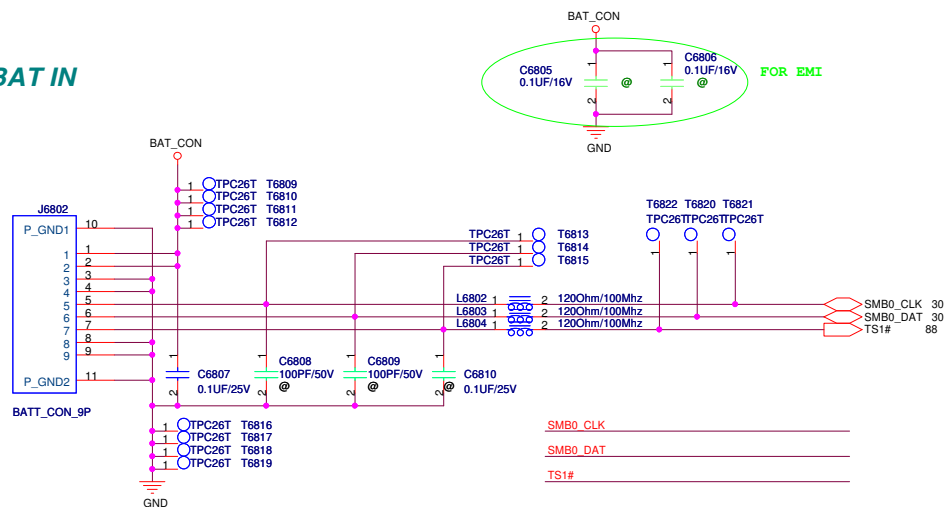 BAT_CON
C6805
0.1UF/16V
1
2
@
C6806
0.1UF/16V
1
2
@
FOR EMI
GND
BAT IN
BAT_CON
1 TPC26T T6809
1 TPC26T T6810
1 TPC26T T6811
1 TPC26T T6812
J6802
P_GND1 10
1 1
2 2
3 3
4 4
5 5
6 6
7 7
8 8
9 9
P_GND2 11
BATT_CON_9P
TPC26T 1 T6813
TPC26T 1 T6814
TPC26T 1 T6815
T6822 T6820 T6821
TPC26T TPC26T TPC26T
1 1 1
L6802 1 2 120Ohm/100Mhz
L6803 1 2 120Ohm/100Mhz
L6804 1 2 120Ohm/100Mhz
SMB0_CLK 30
SMB0_DAT 30
TS1# 88
1
2
C6807
0.1UF/25V
1
2
C6808
100PF/50V
@
1
2
C6809
100PF/50V
@
1
2
C6810
0.1UF/25V
@
1 TPC26T T6816
1 TPC26T T6817
1 TPC26T T6818
1 TPC26T T6819
GND
SMB0_CLK
SMB0_DAT
TS1#